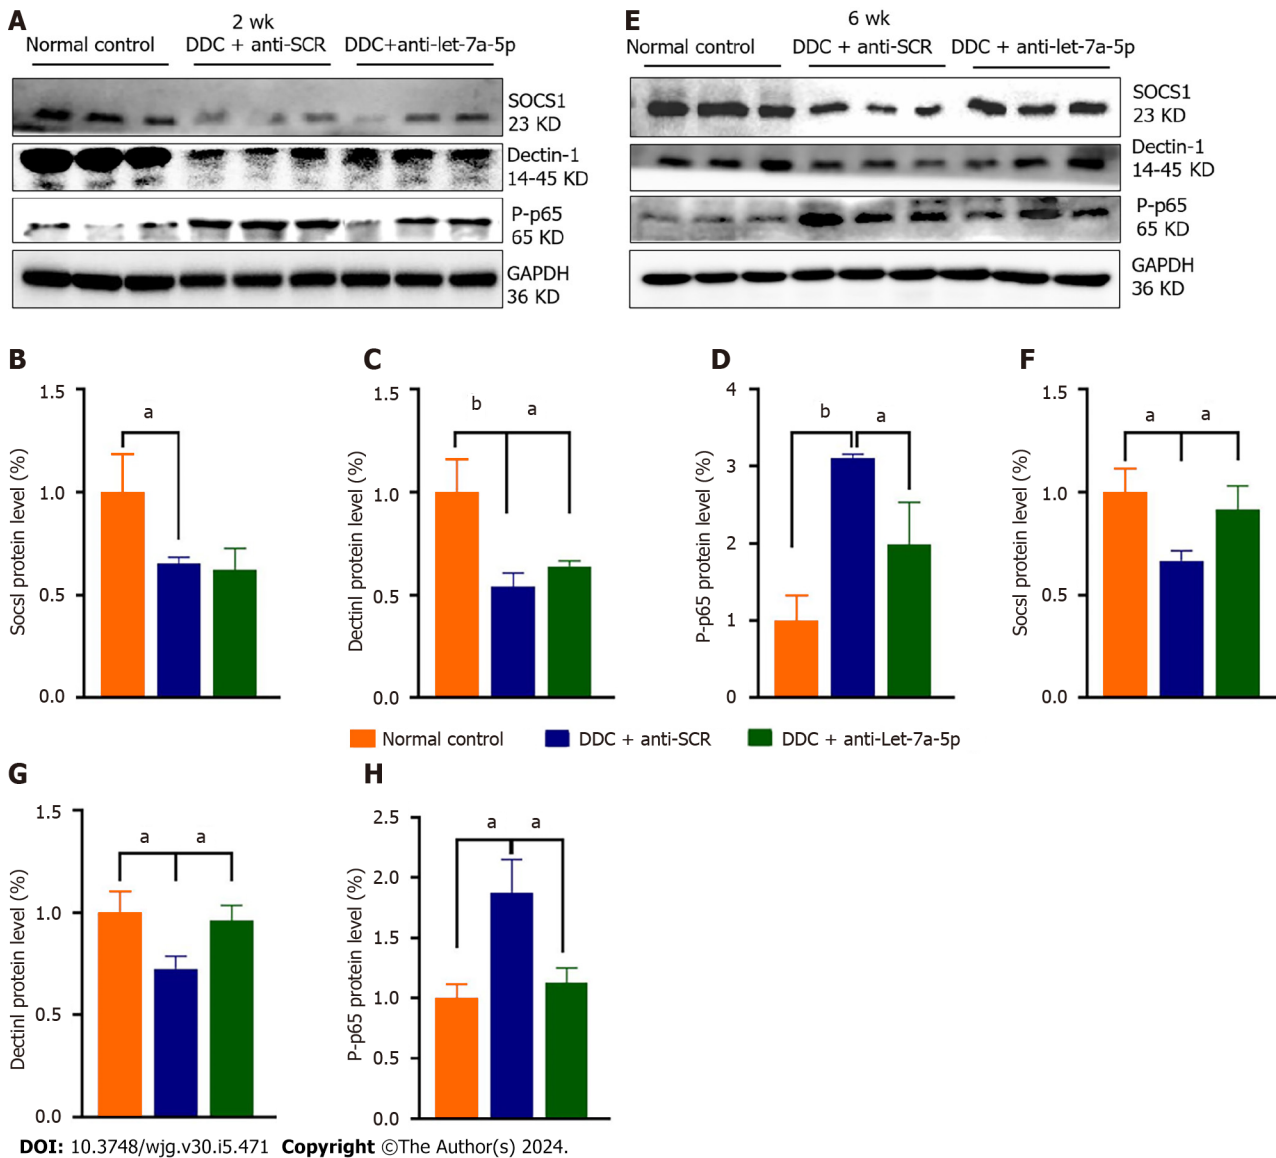 A
2 wk
Normal control DDC + anti-SCR DDC+anti-let-7a-5p
SOCS1
23 KD
Dectin-1
14-45 KD
P-p65
65 KD
GAPDH
36 KD
E
6 wk
Normal control DDC + anti-SCR DDC + anti-let-7a-5p
SOCS1
23 KD
Dectin-1
14-45 KD
P-p65
65 KD
GAPDH
36 KD
B
Socsl protein level (%)
1.5
1.0
0.5
0.0
a
C
Dectinl protein level (%)
1.5
1.0
0.5
0.0
b a
D
P-p65 protein level (%)
4
3
2
1
0
b a
F
Socsl protein level (%)
1.5
1.0
0.5
0.0
a a
Normal control DDC + anti-SCR DDC + anti-Let-7a-5p
G
Dectinl protein level (%)
1.5
1.0
0.5
0.0
a a
H
P-p65 protein level (%)
2.5
2.0
1.5
1.0
0.5
0.0
a a
DOI: 10.3748/wjg.v30.i5.471 Copyright ©The Author(s) 2024.